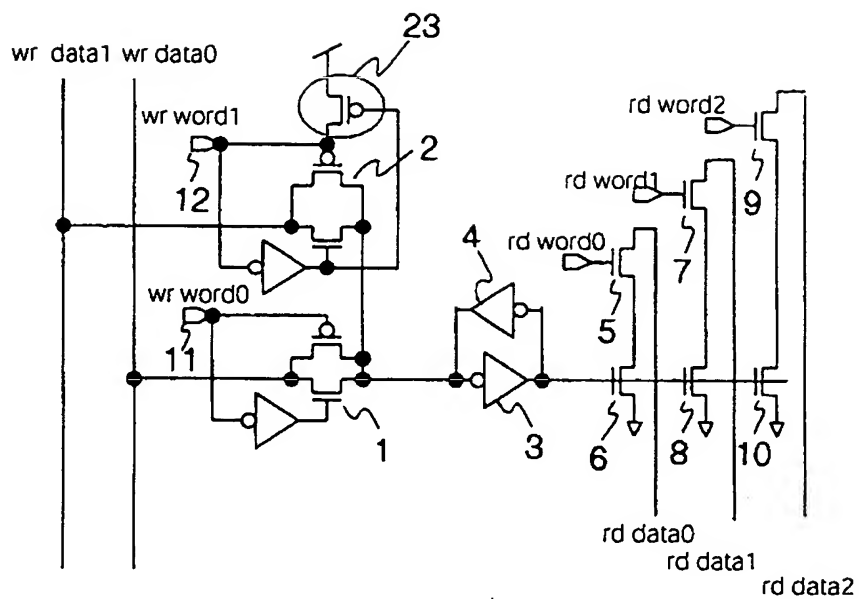 23
wr data1 wr data0
wr word1
rd word2
2
12
9
rd word1
4
rd word0
7
wr word0
5
11
1
3
6
8
10
rd data0
rd data1
rd data2